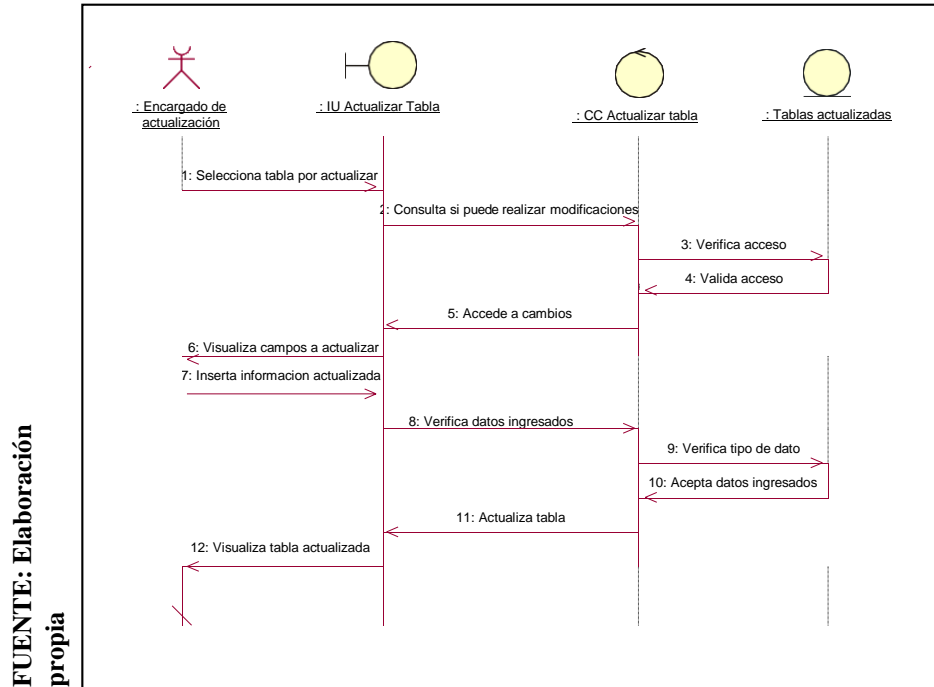 : Encargado de
actualización
: IU Actualizar Tabla
: CC Actualizar tabla
: Tablas actualizadas
1: Selecciona tabla por actualizar
2: Consulta si puede realizar modificaciones
3: Verifica acceso
4: Valida acceso
5: Accede a cambios
6: Visualiza campos a actualizar
7: Inserta informacion actualizada
8: Verifica datos ingresados
9: Verifica tipo de dato
10: Acepta datos ingresados
11: Actualiza tabla
12: Visualiza tabla actualizada
FUENTE: Elaboración
propia